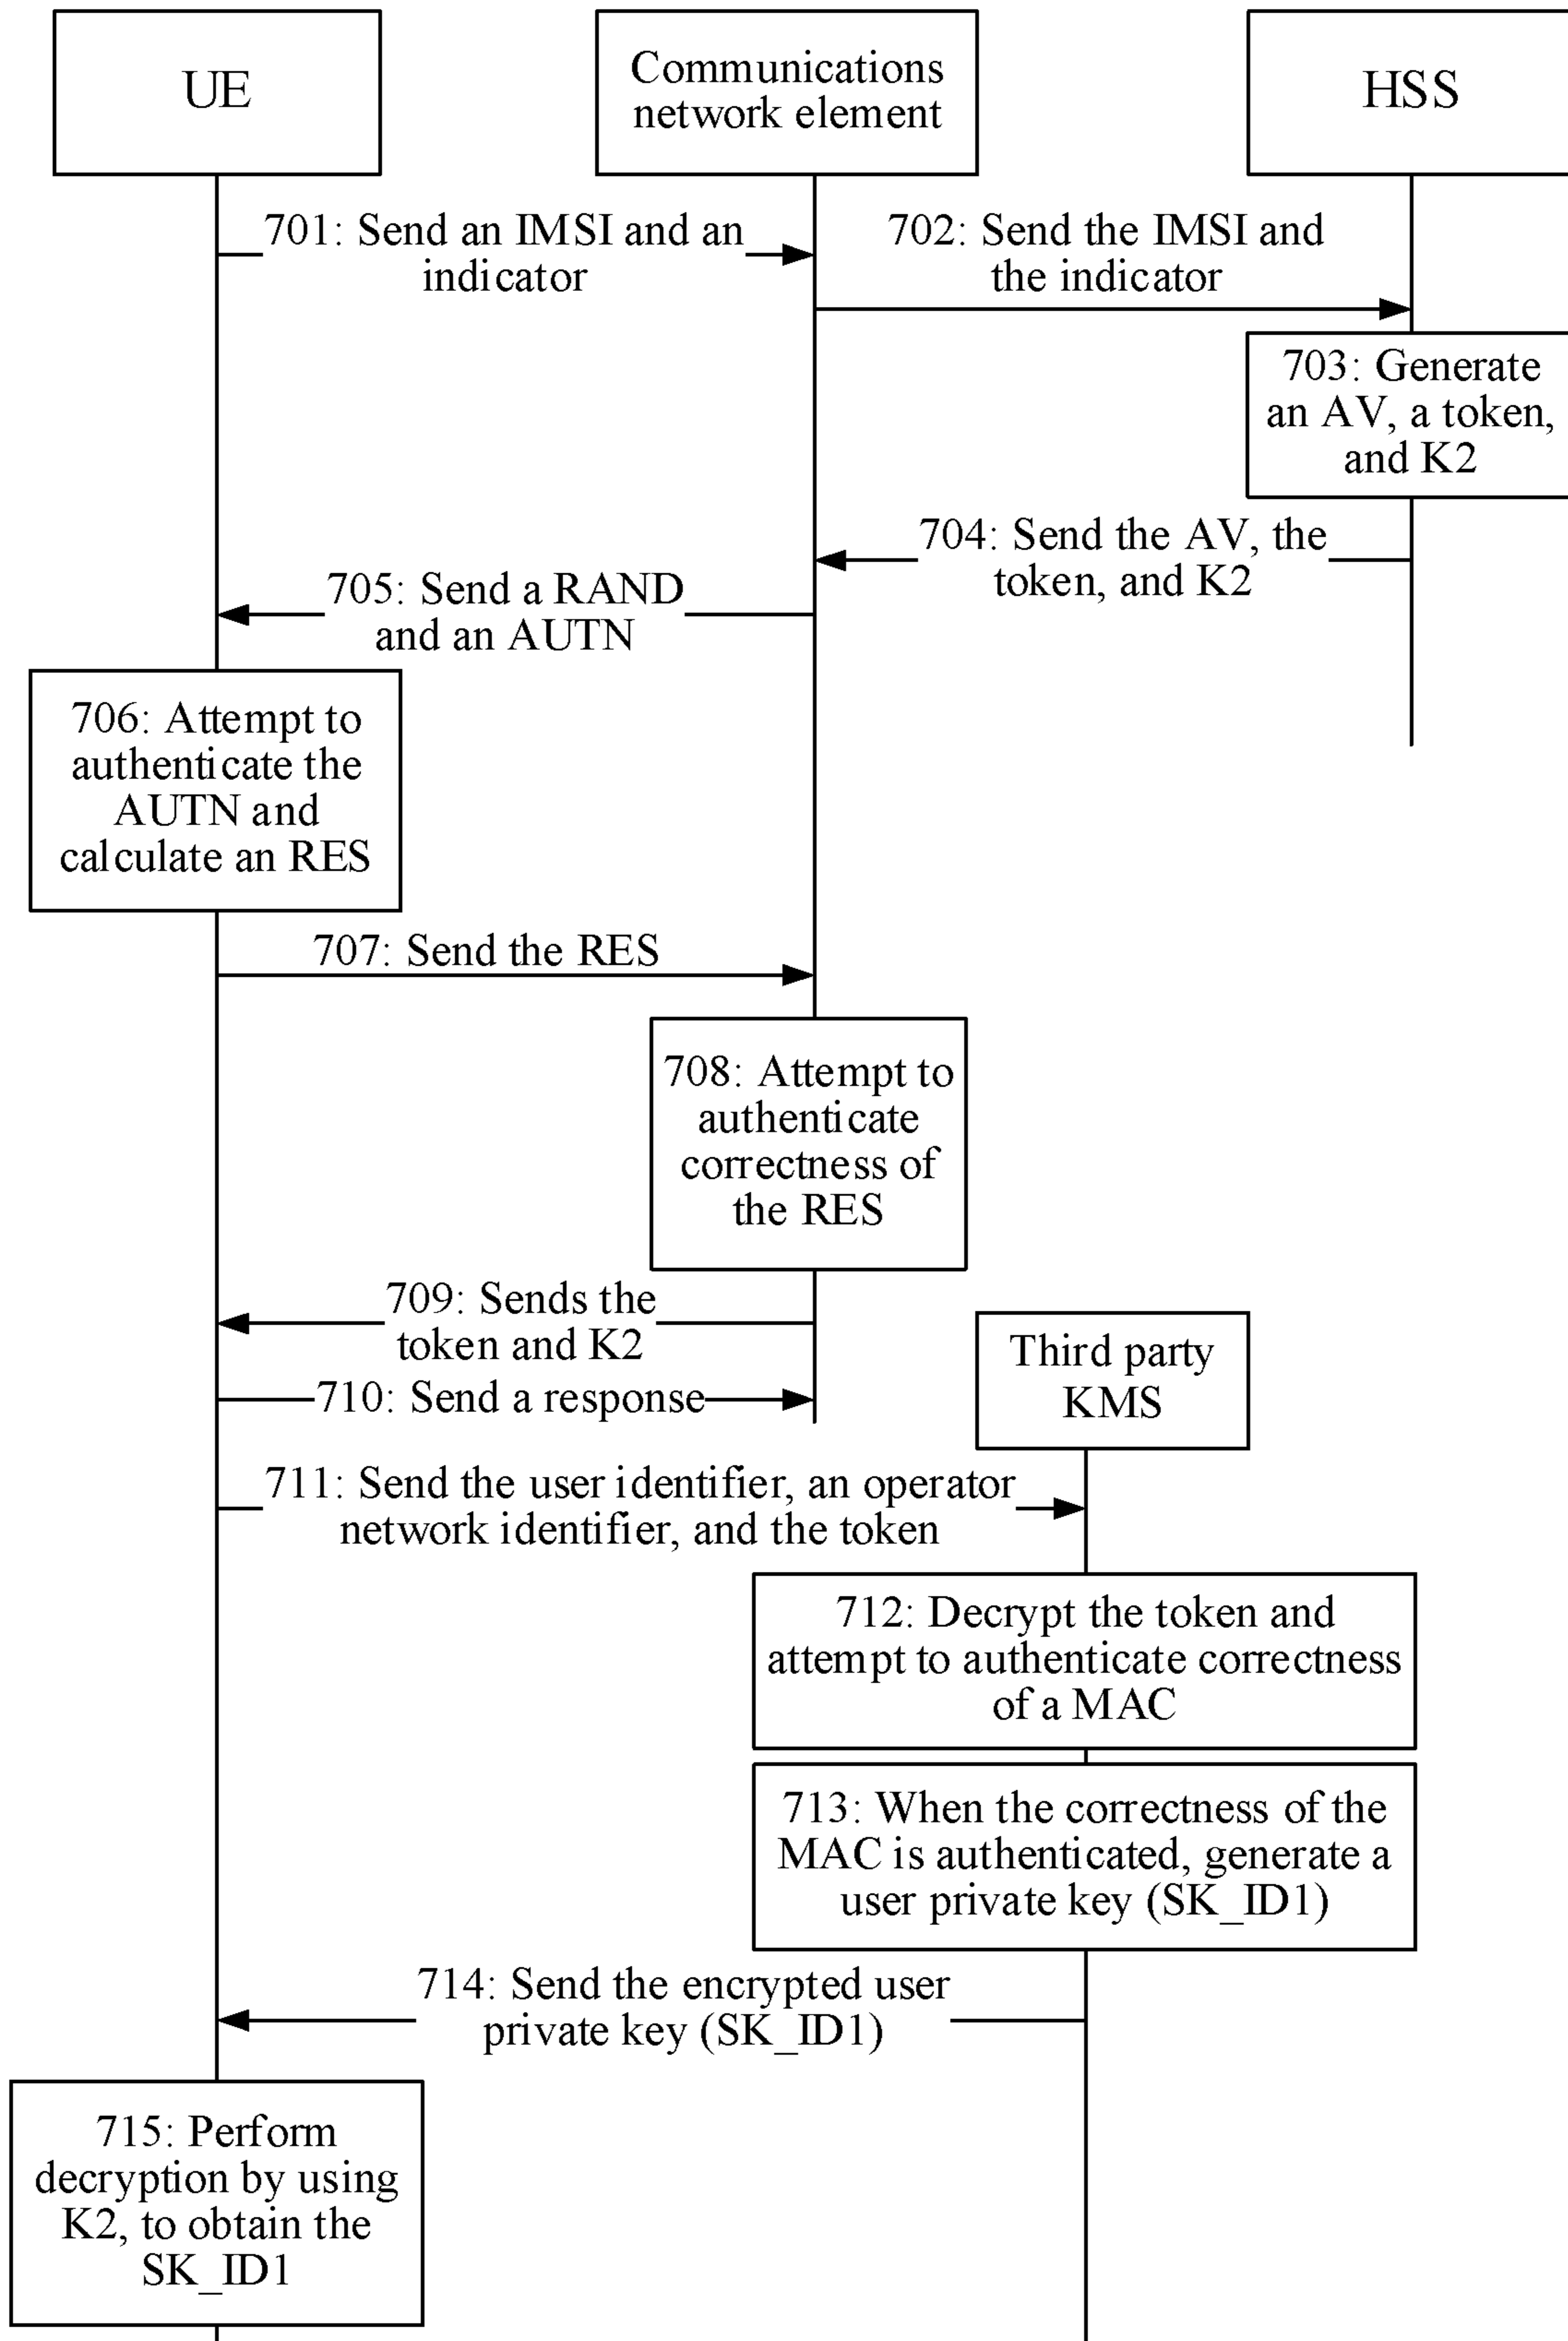 UE
Communications
network element
HSS
701: Send an IMSI and an
indicator
702: Send the IMSI and
the indicator
703: Generate
an AV, a token,
and K2
704: Send the AV, the
token, and K2
705: Send a RAND
and an AUTN
706: Attempt to
authenticate the
AUTN and
calculate an RES
707: Send the RES
708: Attempt to
authenticate
correctness of
the RES
709: Sends the
token and K2
Third party
KMS
710: Send a response
711: Send the user identifier, an operator
network identifier, and the token
712: Decrypt the token and
attempt to authenticate correctness
of a MAC
713: When the correctness of the
MAC is authenticated, generate a
user private key (SK_ID1)
714: Send the encrypted user
private key (SK_ID1)
715: Perform
decryption by using
K2, to obtain the
SK_ID1